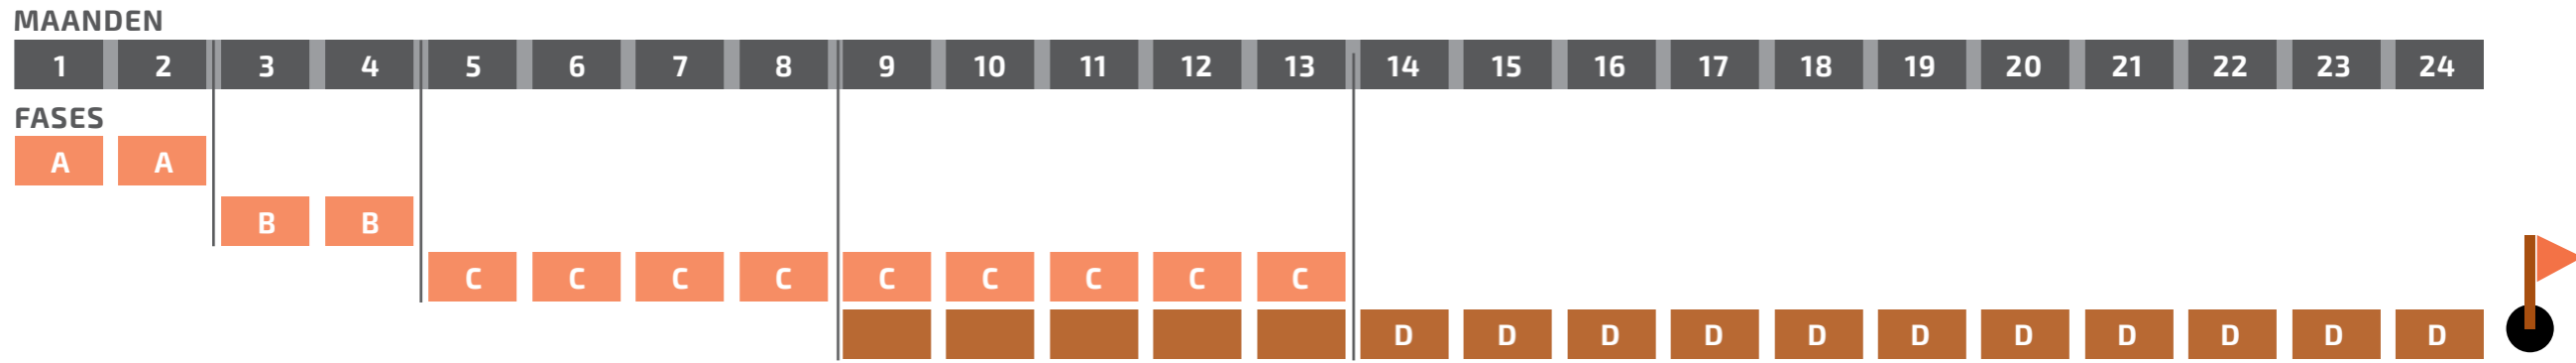 MAANDEN
1 2 3 4 5 6 7 8 9 10 11 12 13 14 15 16 17 18 19 20 21 22 23 24
FASES
A A
B B
C C C C C C C C C
D D D D D D D D D D D